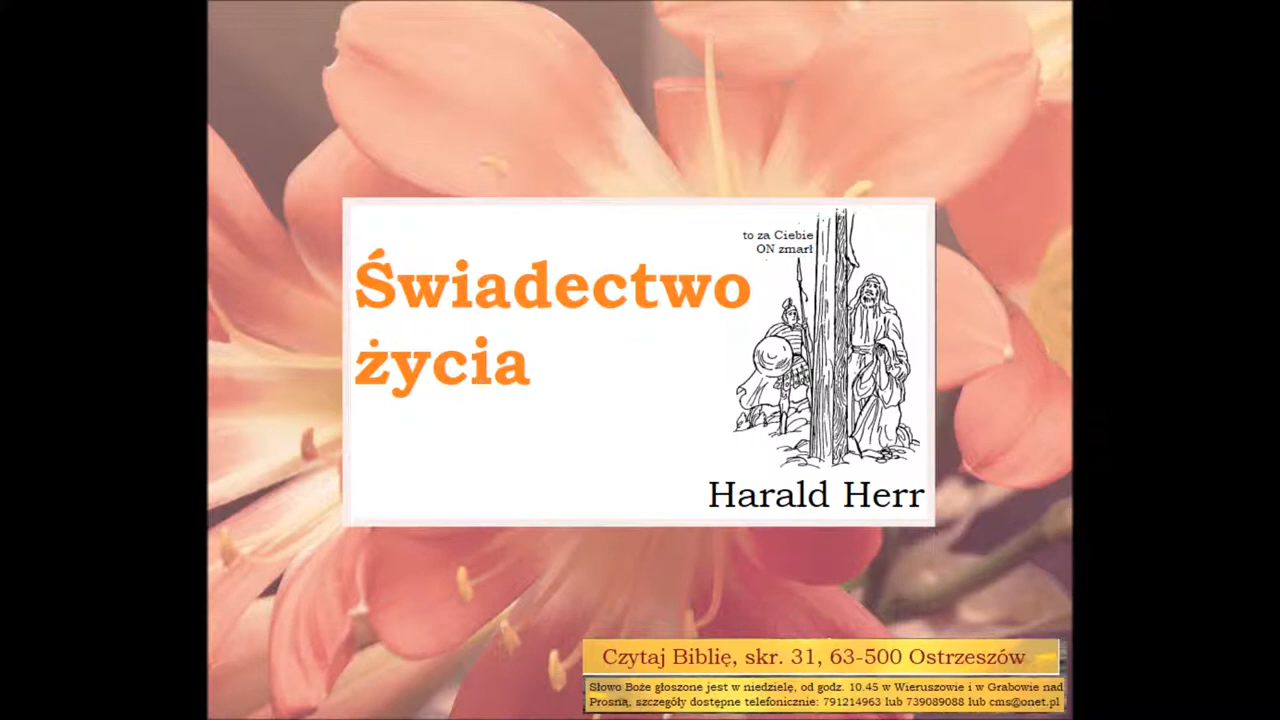 to za Ciebie
ON zmarł
Świadectwo
życia
Harald Herr
Czytaj Biblię, skr. 31, 63-500 Ostrzeszów
Słowo Boże głoszone jest w niedzielę, od godz. 10.45 w Wieruszowie i w Grabowie nad
Prosną, szczegóły dostępne telefonicznie: 791214963 lub 739089088 lub cms@onet.pl